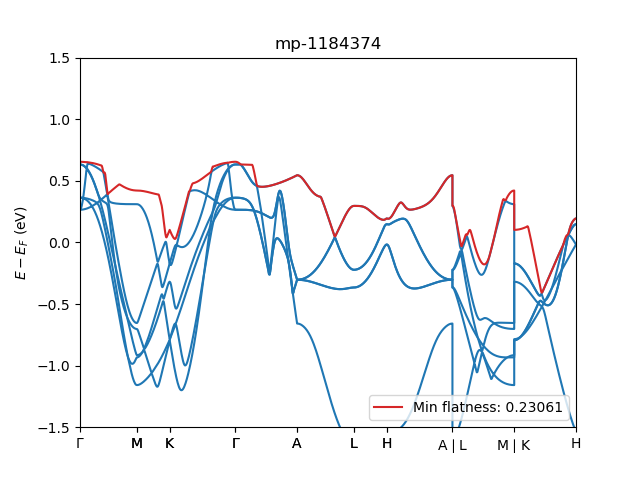 mp-1184374
E − E_F (eV)
1.5
1.0
0.5
0.0
−0.5
−1.0
−1.5
Min flatness: 0.23061
Γ M K Γ A L H A | L M | K H